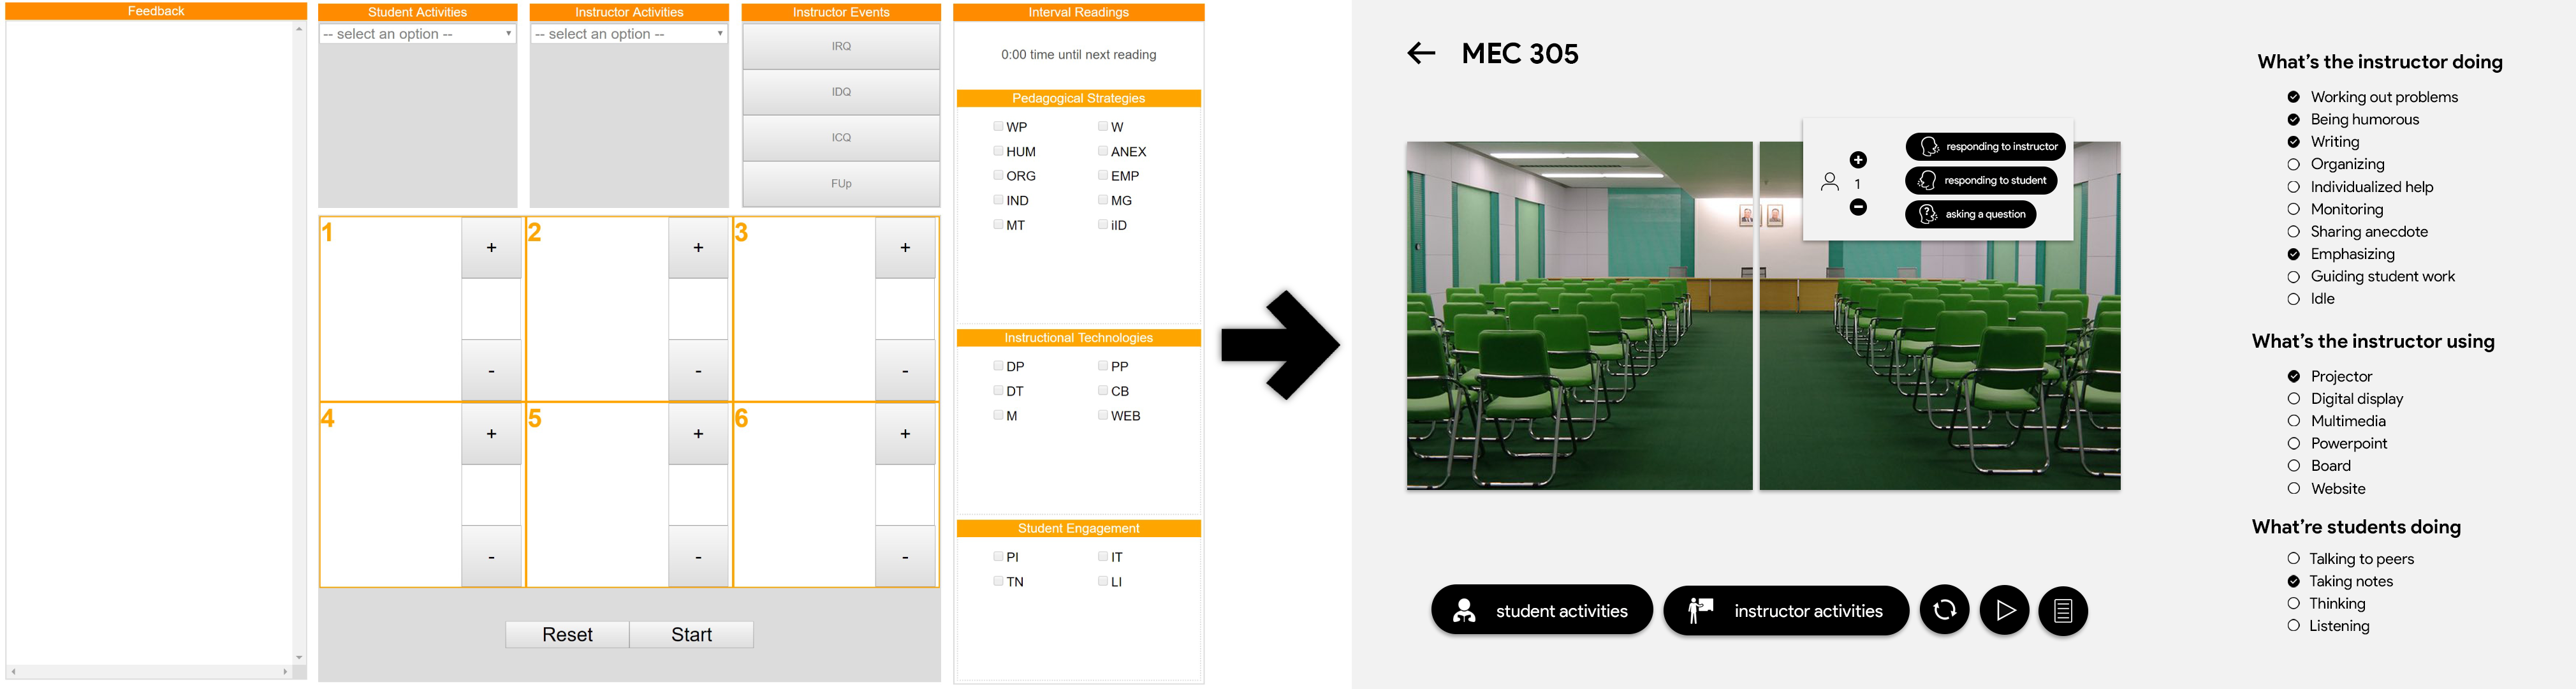 Feedback
Student Activities
-- select an option --
Instructor Activities
-- select an option --
Instructor Events
IRQ
IDQ
ICQ
FUp
1
+
-
2
+
-
3
+
-
4
+
-
5
+
-
6
+
-
Reset
Start
Interval Readings
0:00 time until next reading
Pedagogical Strategies
WP W
HUM ANEX
ORG EMP
IND MG
MT iID
Instructional Technologies
DP PP
DT CB
M WEB
Student Engagement
PI IT
TN LI
MEC 305
1
responding to instructor
responding to student
asking a question
student activities
instructor activities
What's the instructor doing
Working out problems
Being humorous
Writing
Organizing
Individualized help
Monitoring
Sharing anecdote
Emphasizing
Guiding student work
Idle
What's the instructor using
Projector
Digital display
Multimedia
Powerpoint
Board
Website
What're students doing
Talking to peers
Taking notes
Thinking
Listening